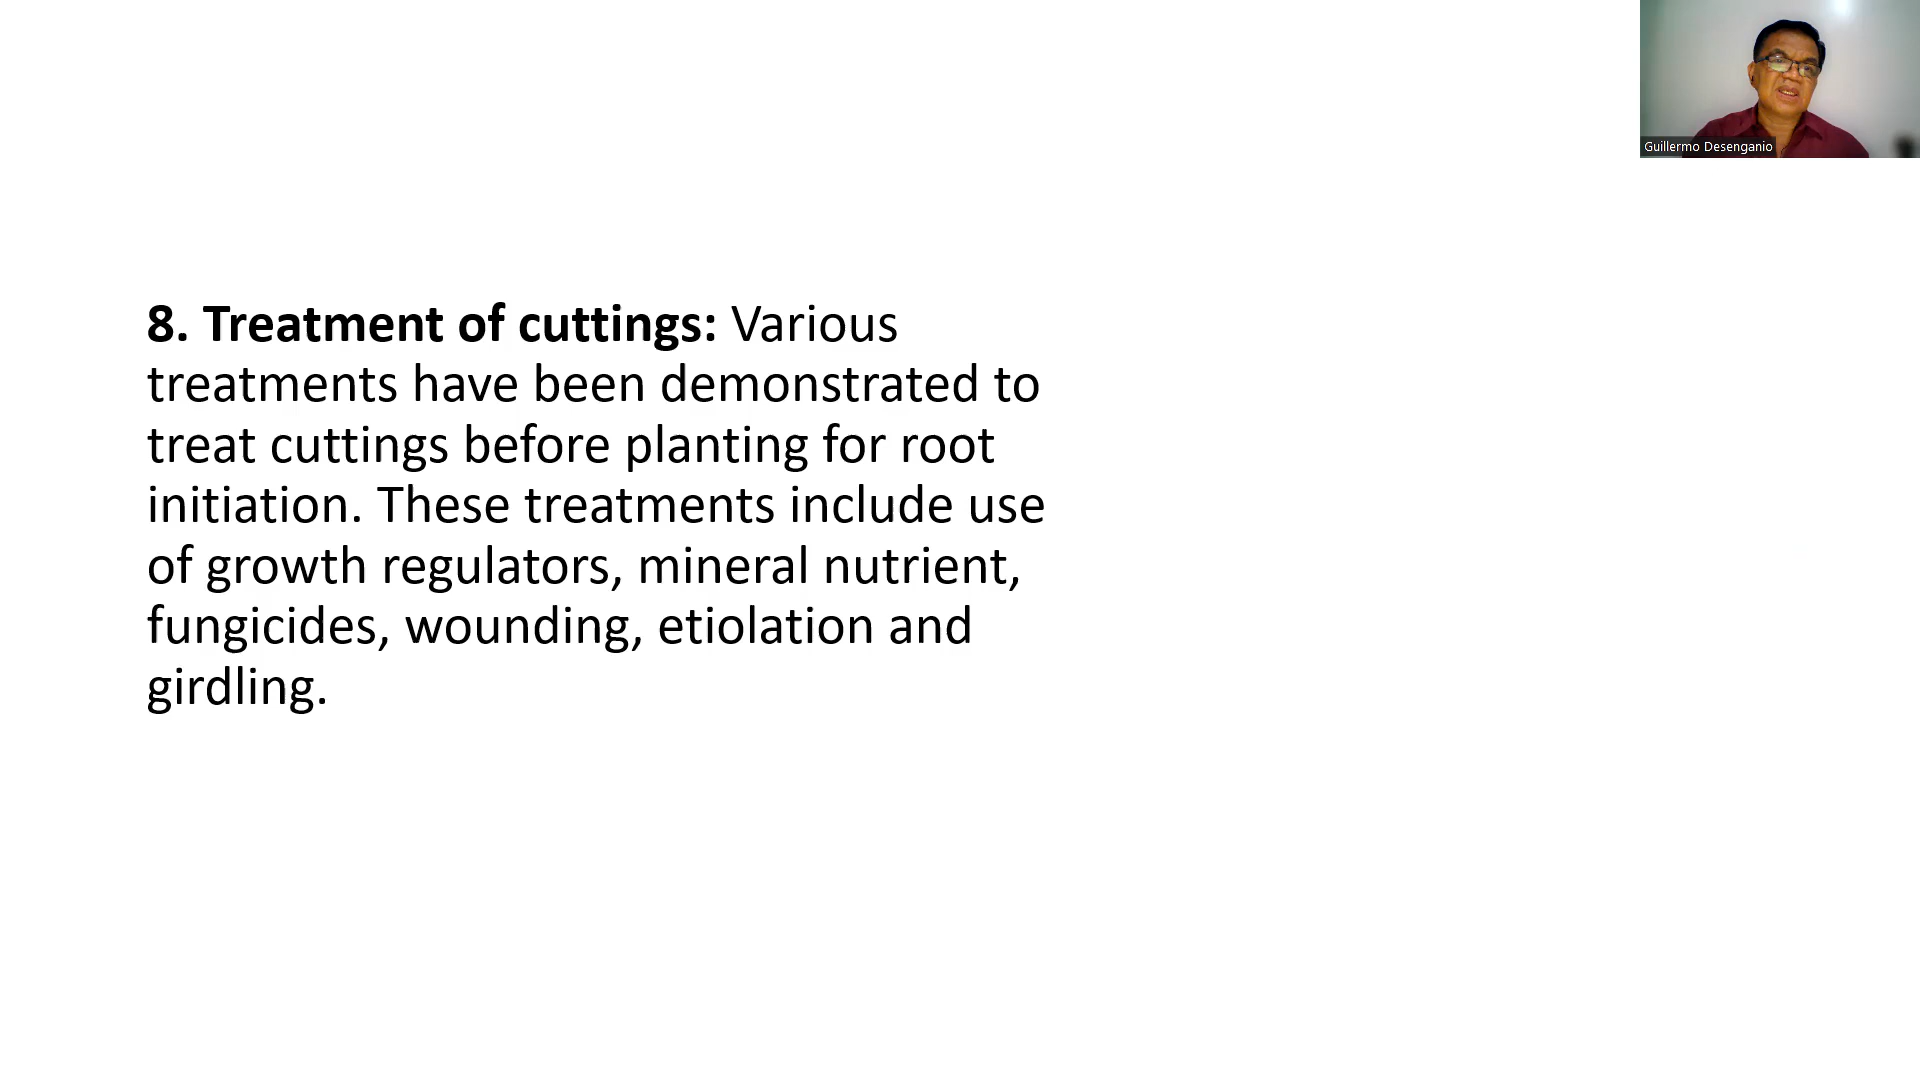 Guillermo Desenganio
8. Treatment of cuttings: Various
treatments have been demonstrated to
treat cuttings before planting for root
initiation. These treatments include use
of growth regulators, mineral nutrient,
fungicides, wounding, etiolation and
girdling.